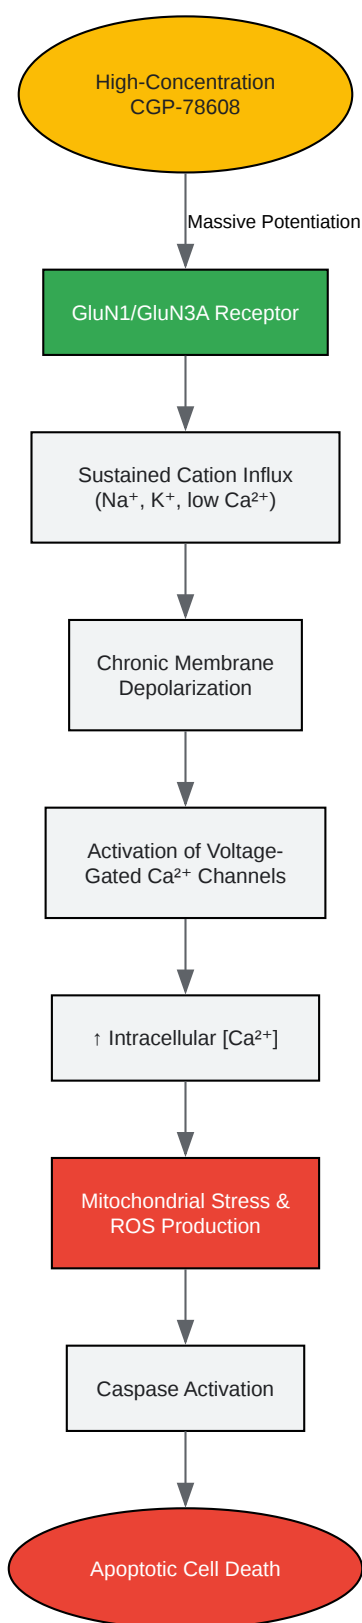 High-Concentration
CGP-78608
Massive Potentiation
GluN1/GluN3A Receptor
Sustained Cation Influx
(Na⁺, K⁺, low Ca²⁺)
Chronic Membrane
Depolarization
Activation of Voltage-
Gated Ca²⁺ Channels
↑ Intracellular [Ca²⁺]
Mitochondrial Stress &
ROS Production
Caspase Activation
Apoptotic Cell Death